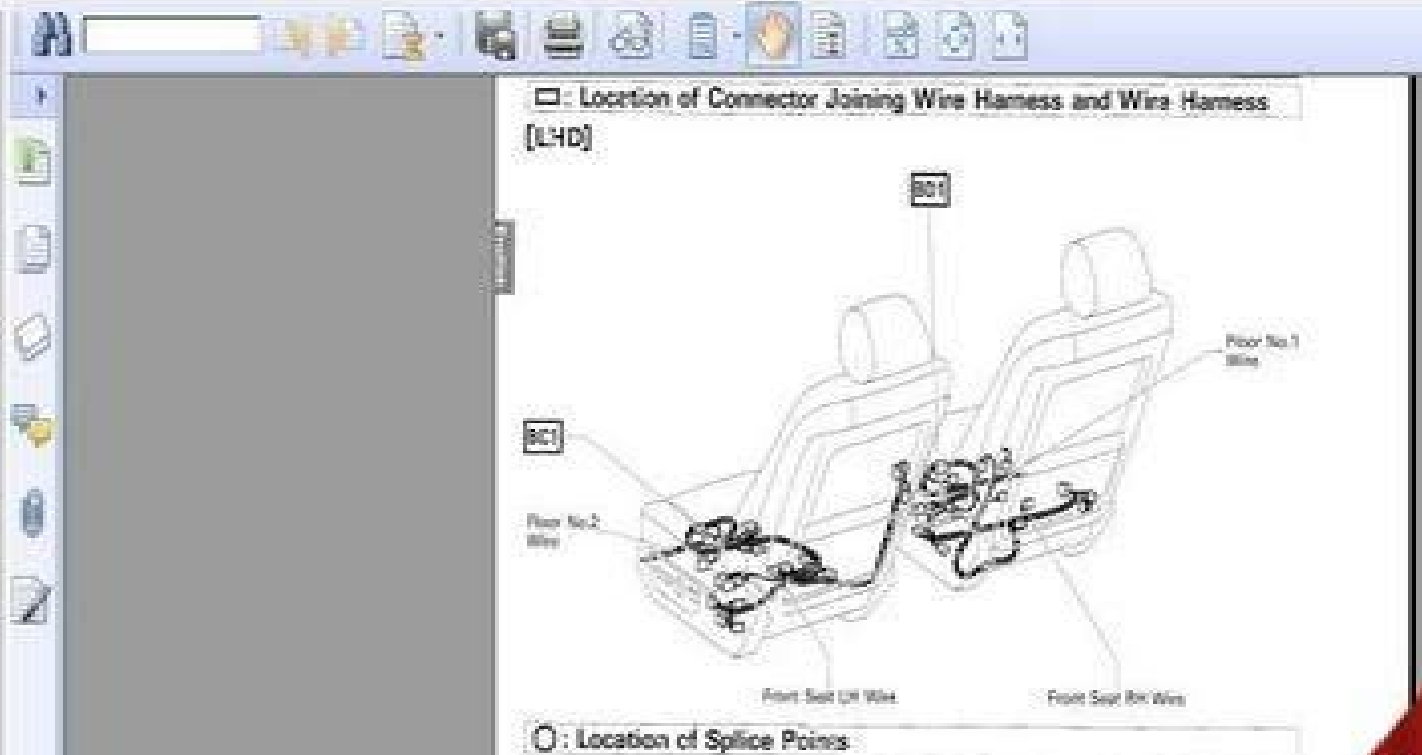 □: Location of Connector Joining Wire Harness and Wire Harness
[LHD]
BD1
Floor No.1
Wire
BC1
Floor No.2
Wire
Front Seat LH Wire
Front Seat RH Wire
○: Location of Splice Points